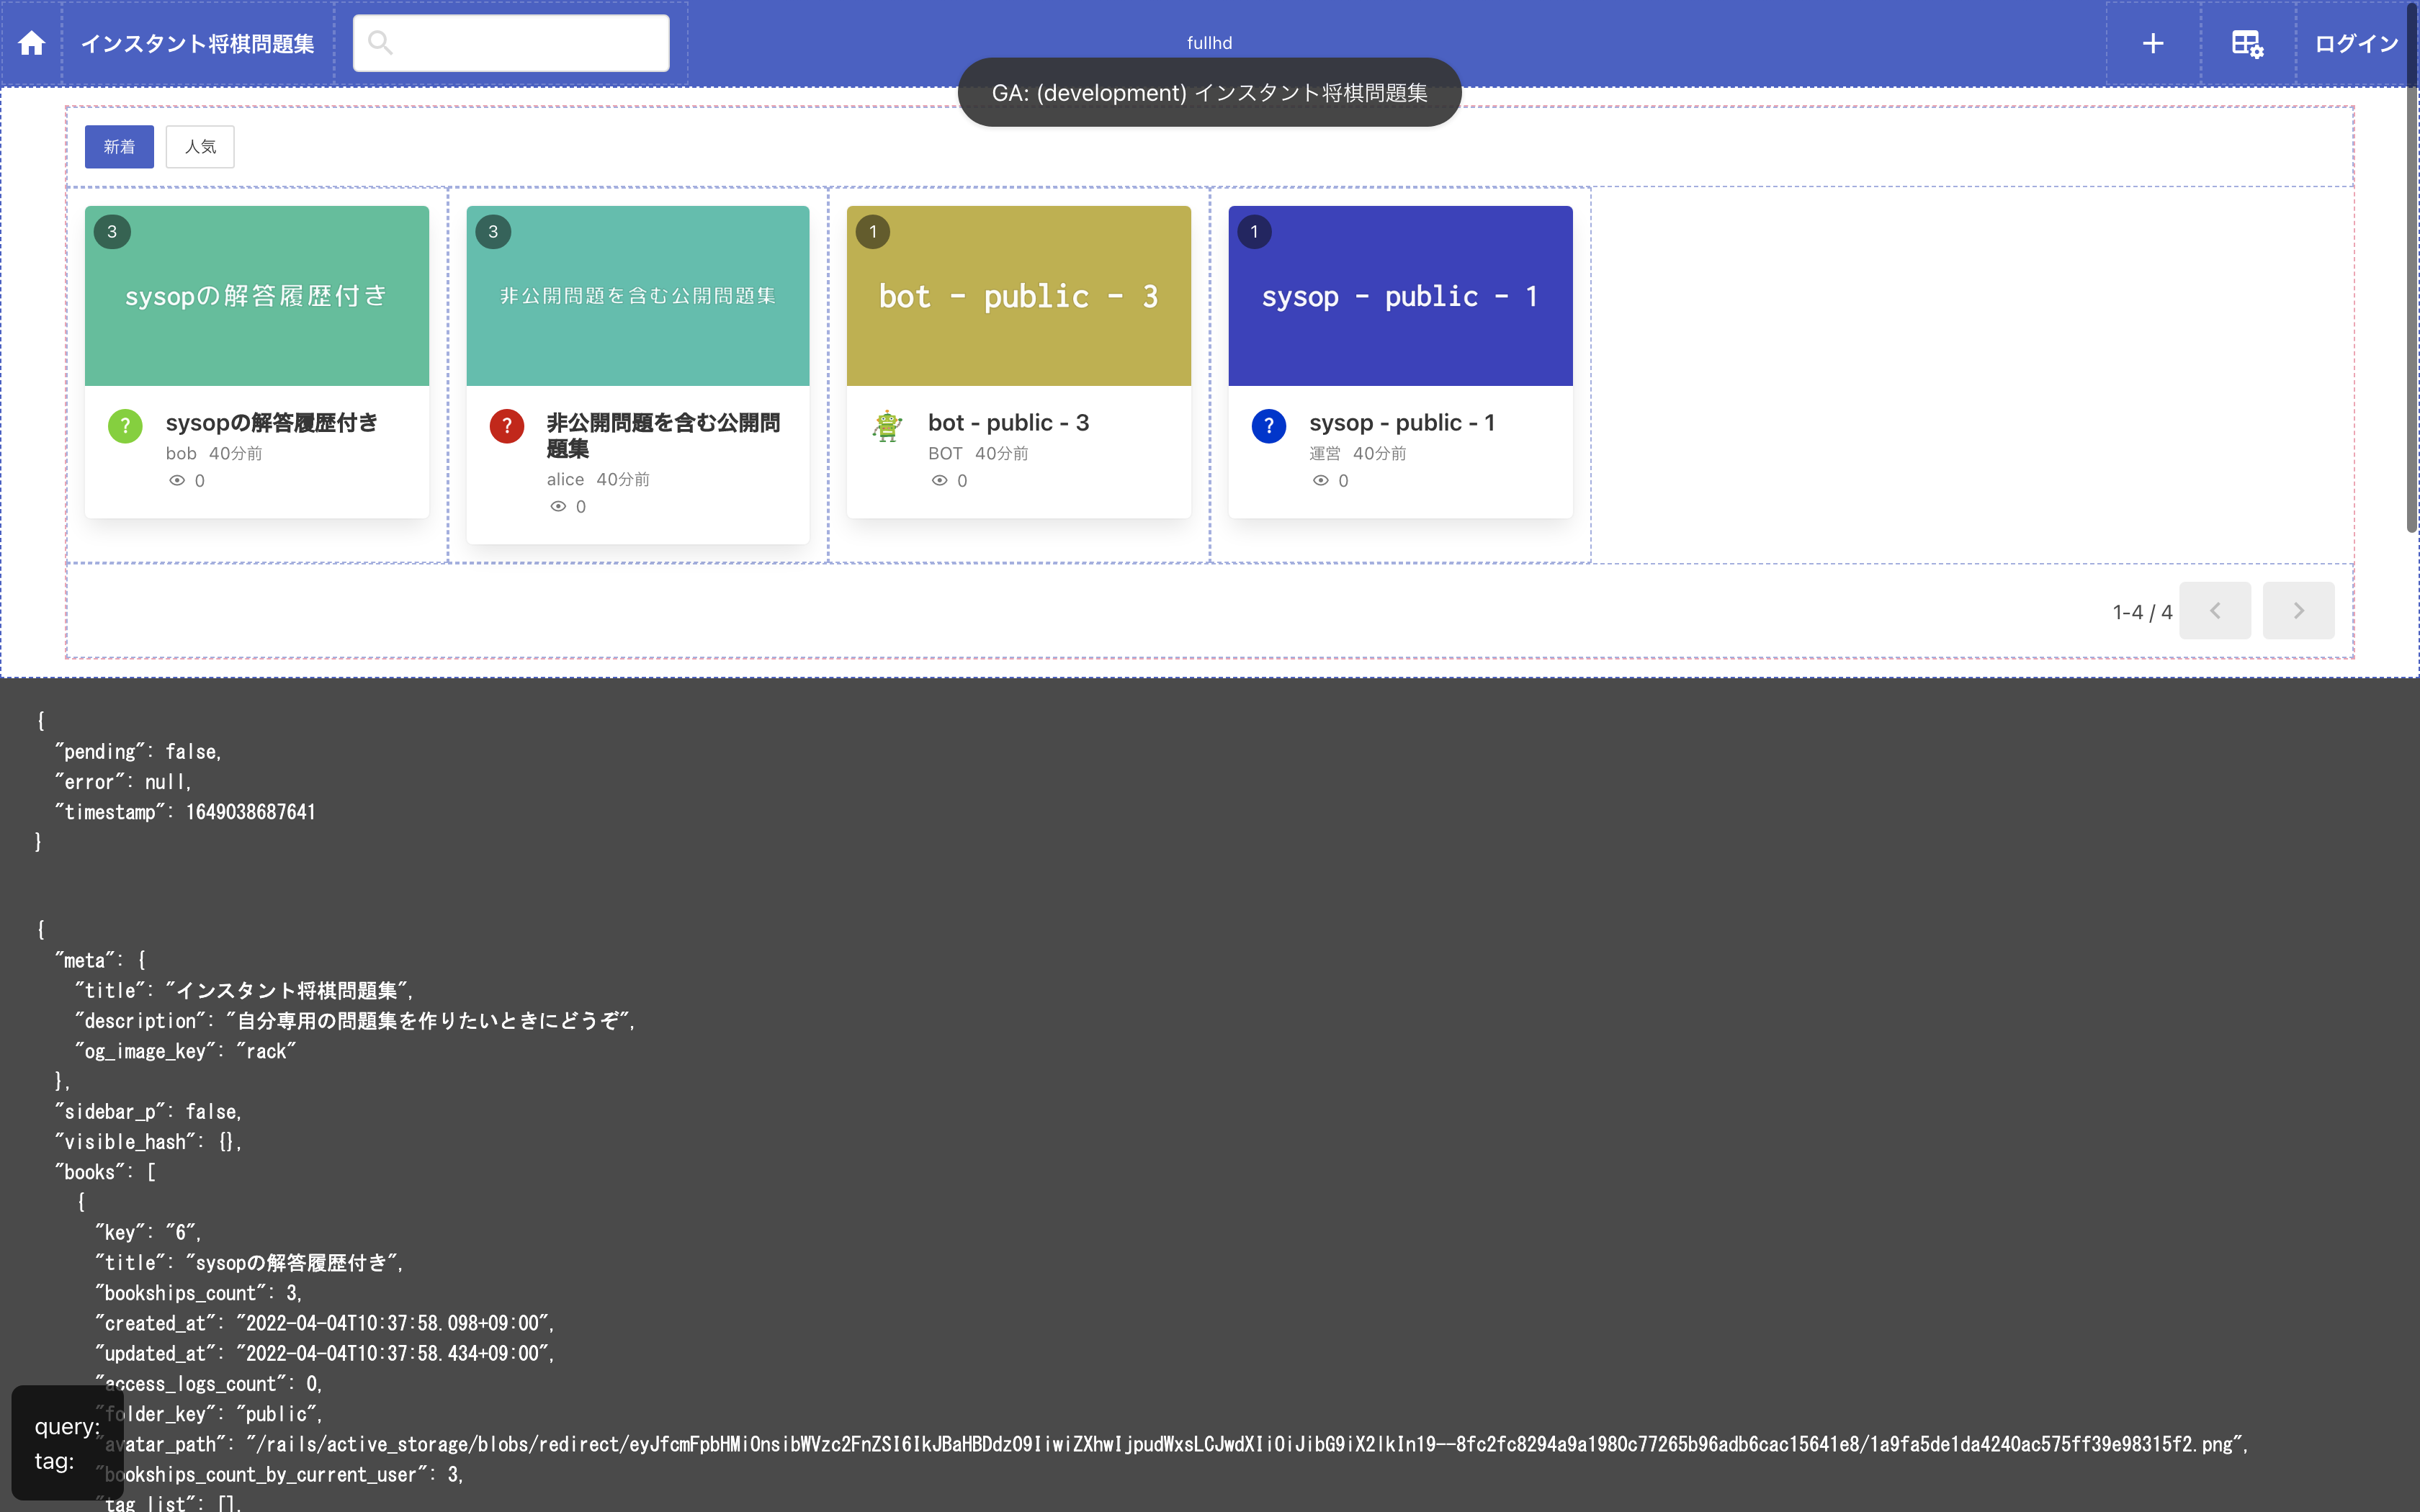 インスタント将棋問題集
fullhd
ログイン
GA: (development) インスタント将棋問題集
新着
人気
3
sysopの解答履歴付き
sysopの解答履歴付き
bob 40分前
0
3
非公開問題を含む公開問題集
非公開問題を含む公開問
題集
alice 40分前
0
1
bot - public - 3
bot - public - 3
BOT 40分前
0
1
sysop - public - 1
sysop - public - 1
運営 40分前
0
1-4 / 4
{
"pending": false,
"error": null,
"timestamp": 1649038687641
}
{
"meta": {
"title": "インスタント将棋問題集",
"description": "自分専用の問題集を作りたいときにどうぞ",
"og_image_key": "rack"
},
"sidebar_p": false,
"visible_hash": {},
"books": [
{
"key": "6",
"title": "sysopの解答履歴付き",
"bookships_count": 3,
"created_at": "2022-04-04T10:37:58.098+09:00",
"updated_at": "2022-04-04T10:37:58.434+09:00",
"access_logs_count": 0,
"folder_key": "public",
"avatar_path": "/rails/active_storage/blobs/redirect/eyJfcmFpbHMiOnsibWVzc2FnZSI6IkJBaHBDdz09IiwiZXhwIjpudWxsLCJwdXIiOiJibG9iX2lkIn19--8fc2fc8294a9a1980c77265b96adb6cac15641e8/1a9fa5de1da4240ac575ff39e98315f2.png",
"bookships_count_by_current_user": 3,
"tag_list": [],
query:
tag: